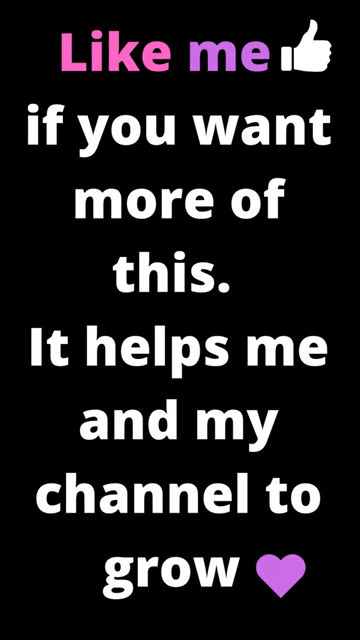 Like me
if you want
more of
this.
It helps me
and my
channel to
grow